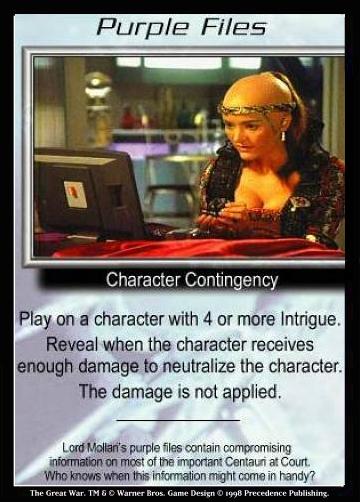 Purple Files
Character Contingency
Play on a character with 4 or more Intrigue.
Reveal when the character receives
enough damage to neutralize the character.
The damage is not applied.
Lord Mollari's purple files contain compromising
information on most of the important Centauri at Court.
Who knows when this information might come in handy?
The Great War. TM & © Warner Bros. Game Design © 1998 Precedence Publishing.